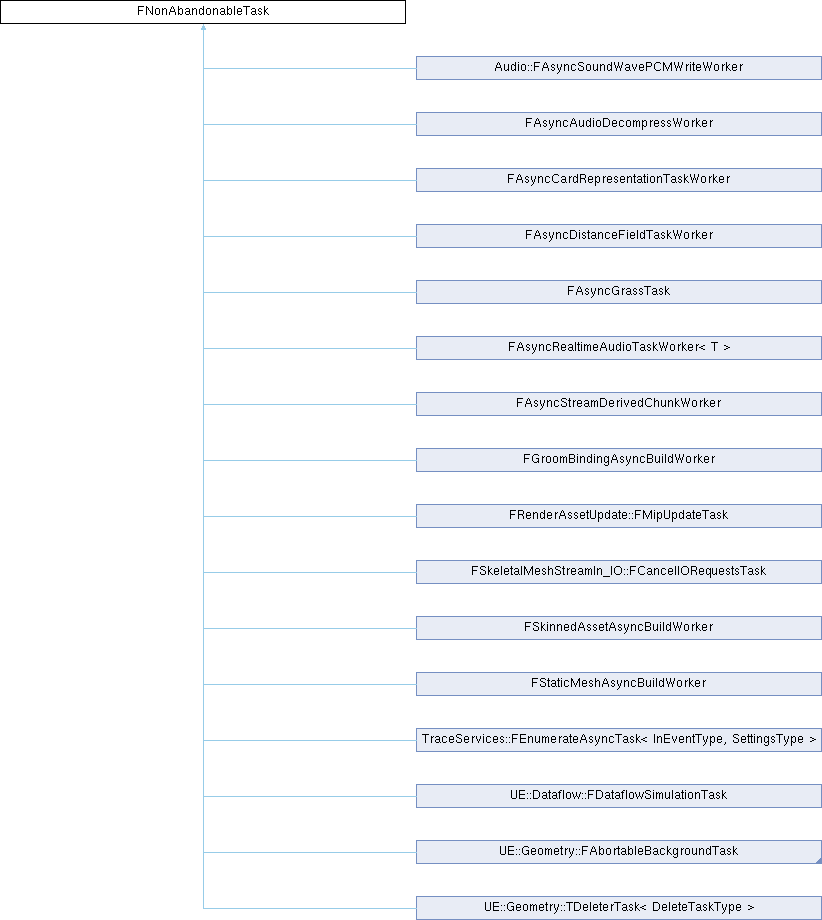 FNonAbandonableTask
Audio::FAsyncSoundWavePCMWriteWorker
FAsyncAudioDecompressWorker
FAsyncCardRepresentationTaskWorker
FAsyncDistanceFieldTaskWorker
FAsyncGrassTask
FAsyncRealtimeAudioTaskWorker< T >
FAsyncStreamDerivedChunkWorker
FGroomBindingAsyncBuildWorker
FRenderAssetUpdate::FMipUpdateTask
FSkeletalMeshStreamIn_IO::FCancelIORequestsTask
FSkinnedAssetAsyncBuildWorker
FStaticMeshAsyncBuildWorker
TraceServices::FEnumerateAsyncTask< InEventType, SettingsType >
UE::Dataflow::FDataflowSimulationTask
UE::Geometry::FAbortableBackgroundTask
UE::Geometry::TDeleterTask< DeleteTaskType >